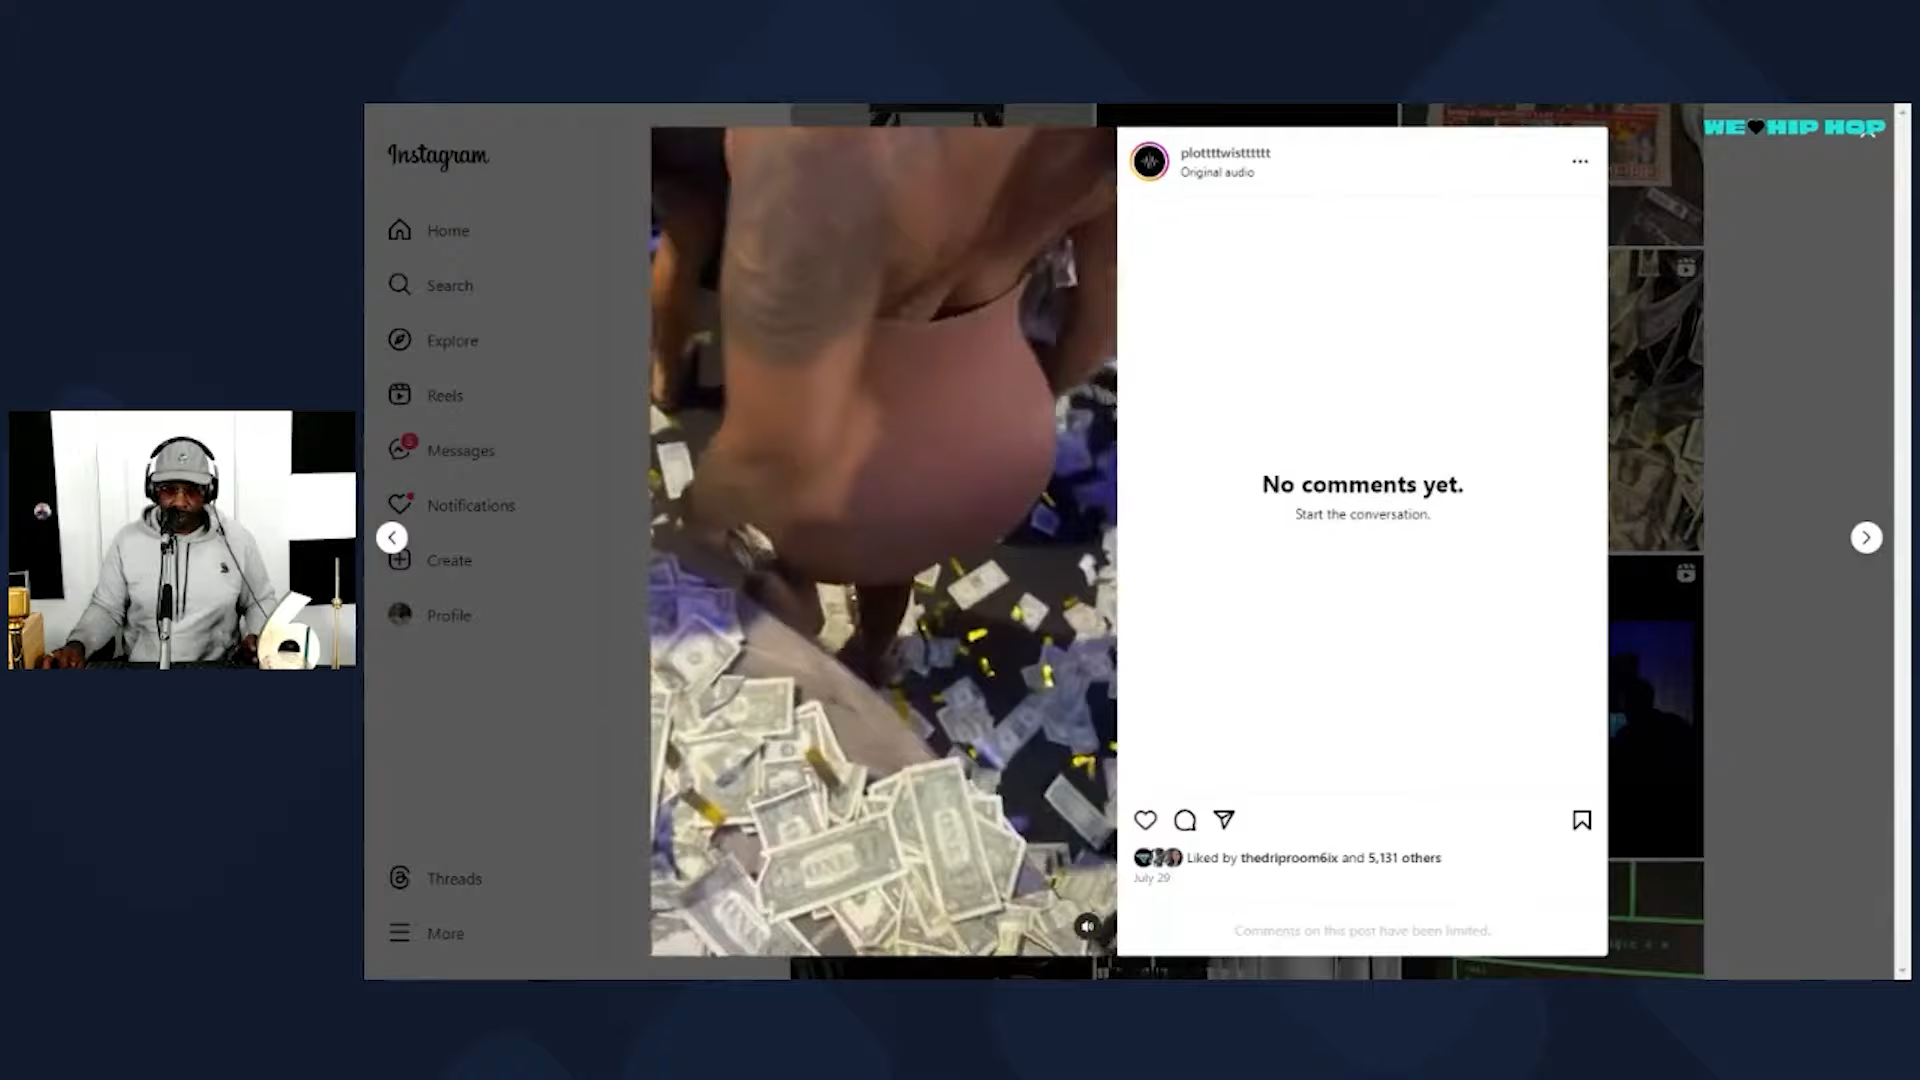 Instagram
Home
Search
Explore
Reels
Messages
Notifications
Create
Profile
Threads
More
plottttwistttttt
Original audio
No comments yet.
Start the conversation.
Liked by thedriproom6ix and 5,131 others
July 29
Comments on this post have been limited.
WE HIP HOP
6
ONE